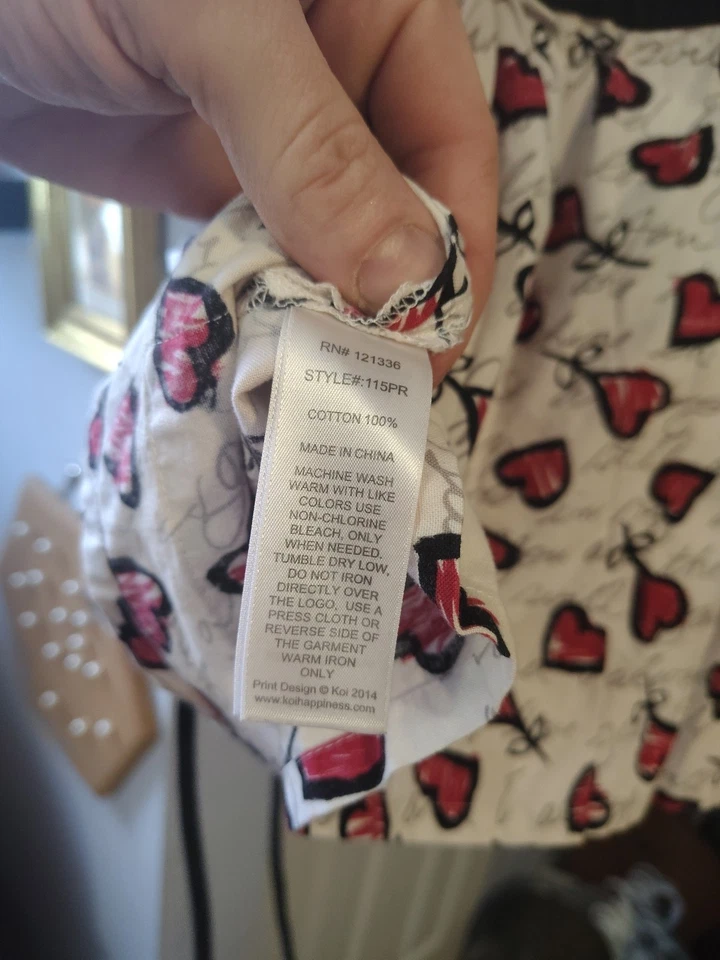 RN# 121336
STYLE#:115PR
COTTON 100%
MADE IN CHINA
MACHINE WASH
WARM WITH LIKE
COLORS USE
NON-CHLORINE
BLEACH, ONLY
WHEN NEEDED,
TUMBLE DRY LOW,
DO NOT IRON
DIRECTLY OVER
THE LOGO, USE A
PRESS CLOTH OR
REVERSE SIDE OF
THE GARMENT
WARM IRON
ONLY
Print Design © Koi 2014
www.koihappiness.com